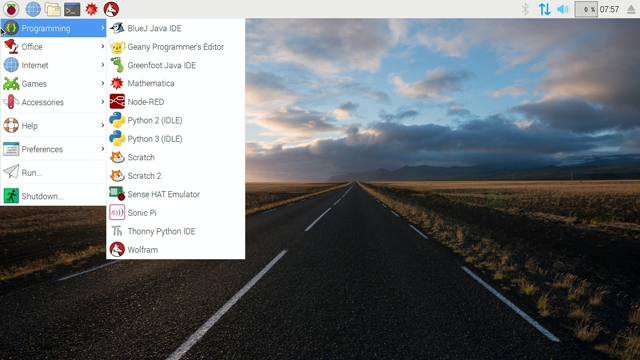 0 %
07:57
Programming
Office
Internet
Games
Accessories
Help
Preferences
Run...
Shutdown...
BlueJ Java IDE
Geany Programmer's Editor
Greenfoot Java IDE
Mathematica
Node-RED
Python 2 (IDLE)
Python 3 (IDLE)
Scratch
Scratch 2
Sense HAT Emulator
Sonic Pi
Thonny Python IDE
Wolfram